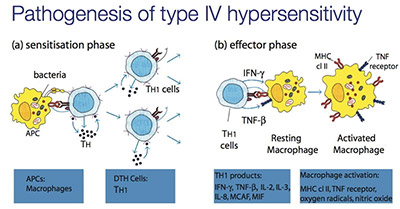 Pathogenesis of type IV hypersensitivity
(a) sensitisation phase
bacteria
APC
TH
TH1
cells
APCs:
Macrophages
DTH Cells:
TH1
(b) effector phase
IFN-γ
TNF-β
TH1
cells
Resting
Macrophage
MHC
cl II
TNF
receptor
Activated
Macrophage
TH1 products:
IFN-γ, TNF-β, IL-2, IL-3,
IL-8, MCAF, MIF
Macrophage activation:
MHC cl II, TNF receptor,
oxygen radicals, nitric oxide